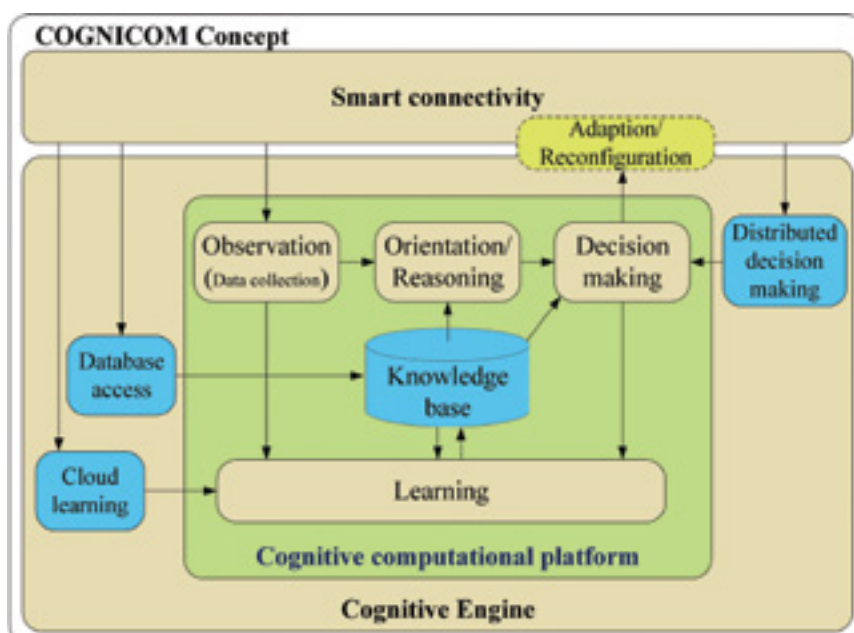 COGNICOM Concept
Smart connectivity
Adaption/
Reconfiguration
Observation
(Data collection)
Orientation/
Reasoning
Decision
making
Distributed
decision
making
Database
access
Knowledge
base
Cloud
learning
Learning
Cognitive computational platform
Cognitive Engine